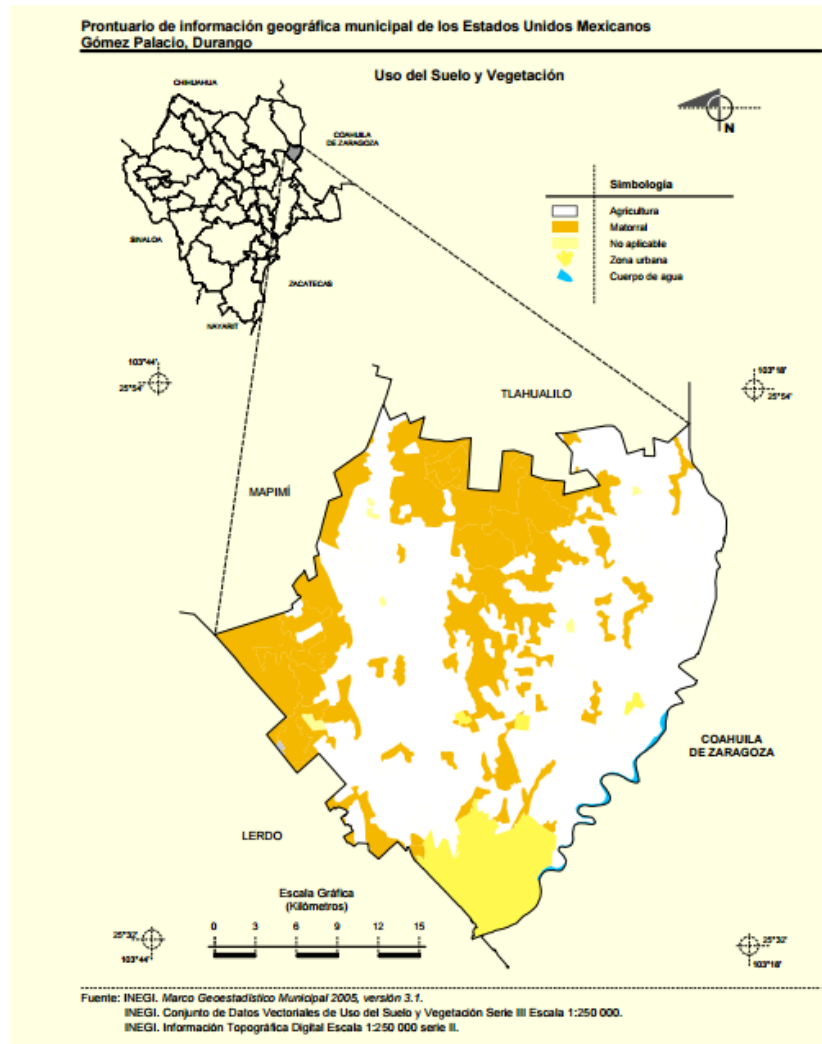 Prontuario de información geográfica municipal de los Estados Unidos Mexicanos
Gómez Palacio, Durango
Uso del Suelo y Vegetación
CHIHUAHUA
COAHUILA
DE ZARAGOZA
SINALOA
ZACATECAS
NAYARIT
N
Simbología
Agricultura
Matorral
No aplicable
Zona urbana
Cuerpo de agua
103°44'
25°54'
103°18'
25°54'
TLAHUALILO
MAPIMÍ
COAHUILA
DE ZARAGOZA
LERDO
Escala Gráfica
(Kilómetros)
0 3 6 9 12 15
25°32'
103°44'
25°32'
103°18'
Fuente: INEGI. Marco Geoestadístico Municipal 2005, versión 3.1.
INEGI. Conjunto de Datos Vectoriales de Uso del Suelo y Vegetación Serie III Escala 1:250 000.
INEGI. Información Topográfica Digital Escala 1:250 000 serie II.